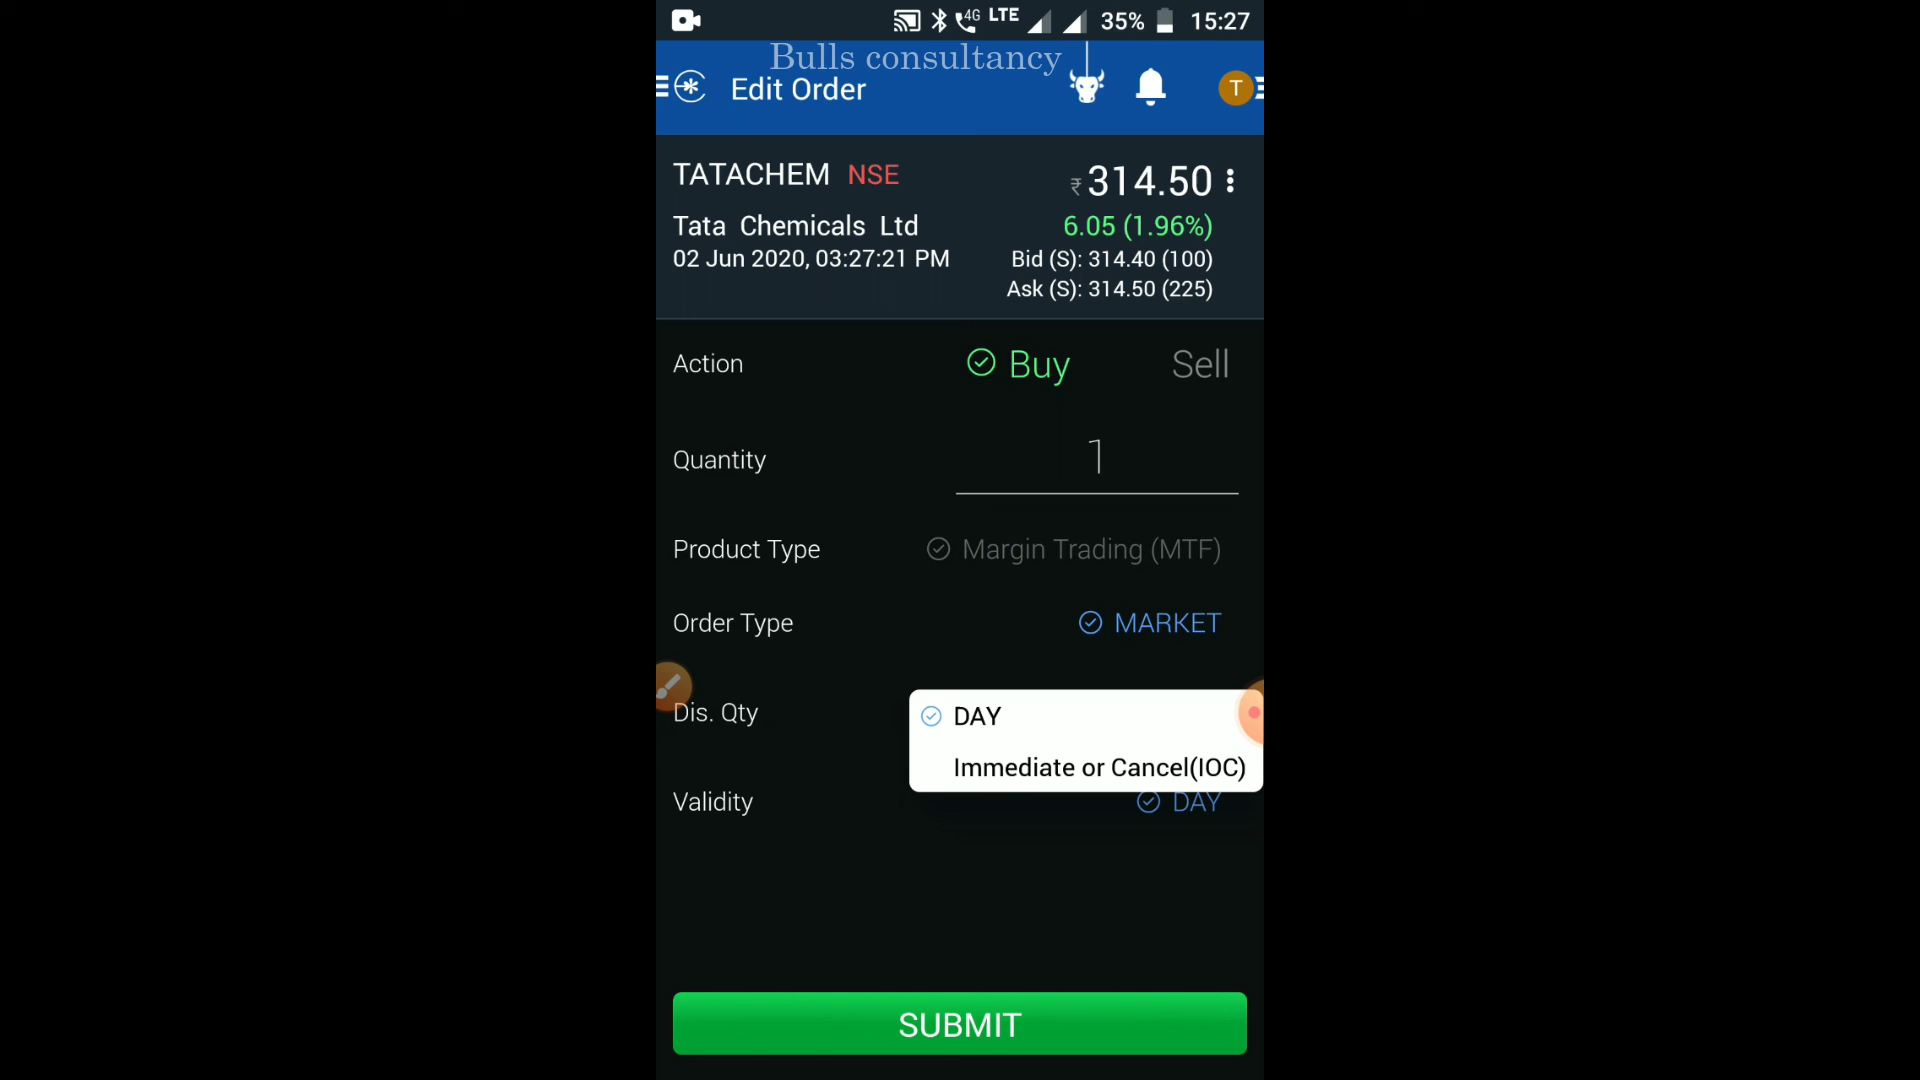 4G LTE 35% 15:27
Bulls consultancy
Edit Order
T
TATACHEM NSE
₹314.50
Tata Chemicals Ltd
6.05 (1.96%)
02 Jun 2020, 03:27:21 PM
Bid (S): 314.40 (100)
Ask (S): 314.50 (225)
Action Buy Sell
Quantity 1
Product Type Margin Trading (MTF)
Order Type MARKET
Dis. Qty
DAY
Immediate or Cancel(IOC)
Validity DAY
SUBMIT